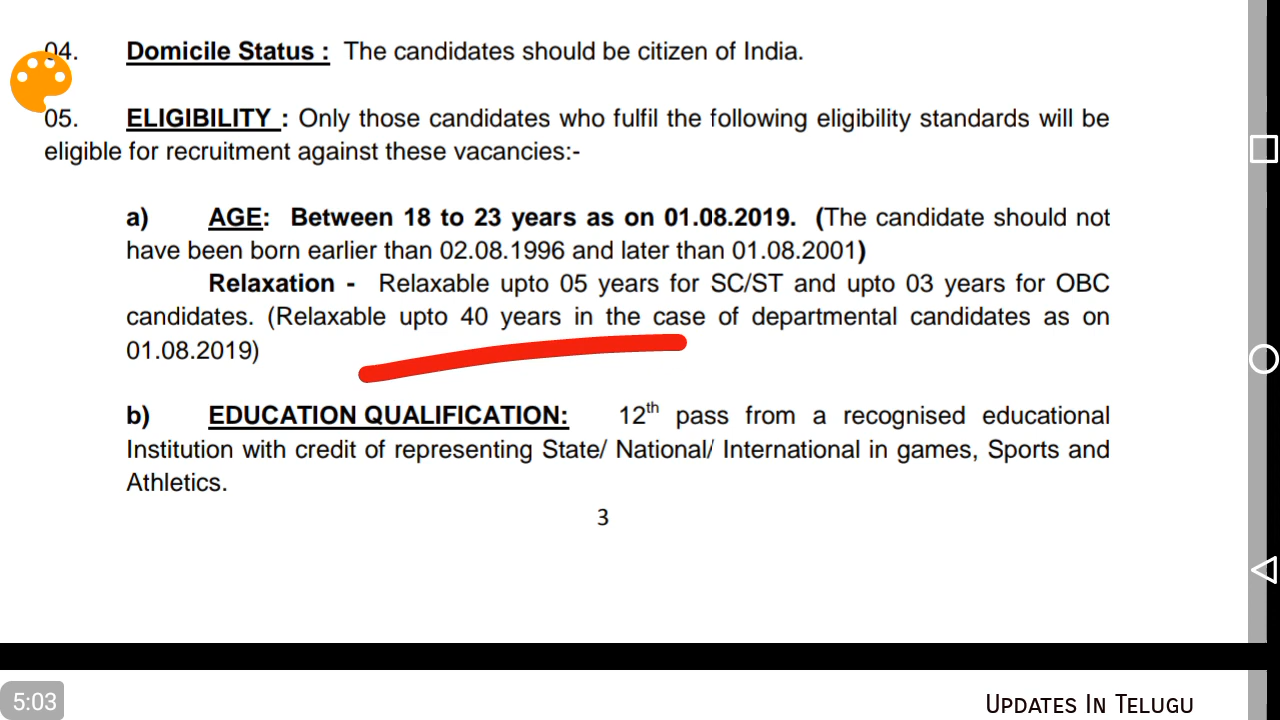 04. Domicile Status : The candidates should be citizen of India.
05. ELIGIBILITY : Only those candidates who fulfil the following eligibility standards will be
eligible for recruitment against these vacancies:-
a) AGE: Between 18 to 23 years as on 01.08.2019. (The candidate should not
have been born earlier than 02.08.1996 and later than 01.08.2001)
Relaxation - Relaxable upto 05 years for SC/ST and upto 03 years for OBC
candidates. (Relaxable upto 40 years in the case of departmental candidates as on
01.08.2019)
b) EDUCATION QUALIFICATION: 12th pass from a recognised educational
Institution with credit of representing State/ National/ International in games, Sports and
Athletics.
3
5:03
UPDATES IN TELUGU